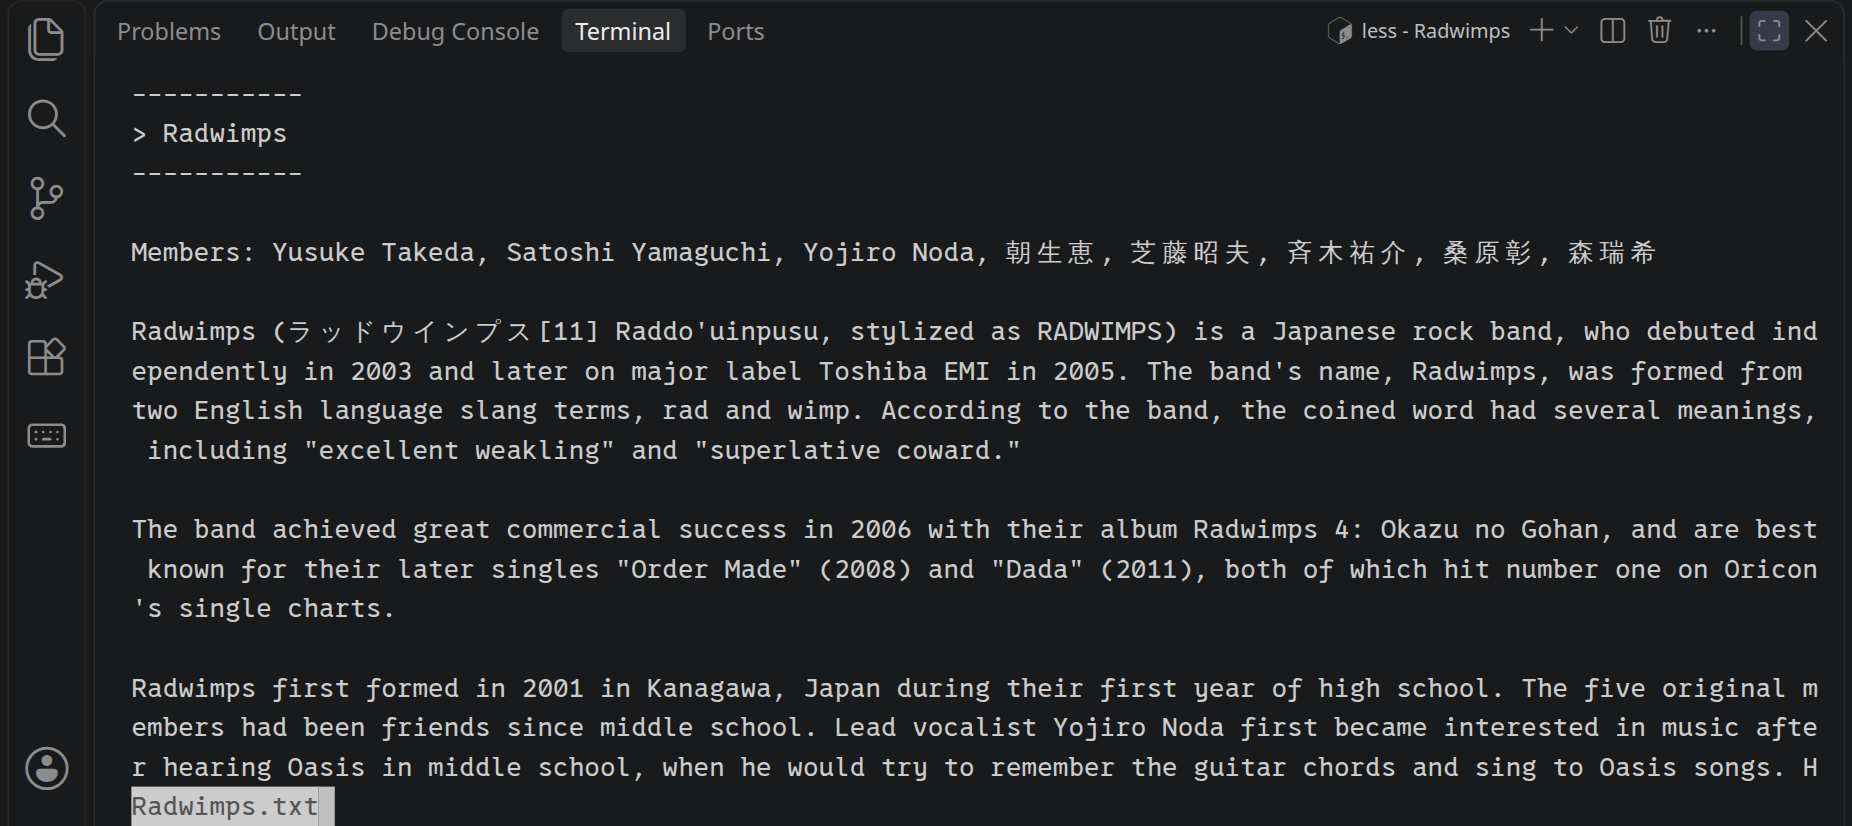 Problems Output Debug Console Terminal Ports less - Radwimps
-----------
> Radwimps
-----------
Members: Yusuke Takeda, Satoshi Yamaguchi, Yojiro Noda, 朝生恵, 芝藤昭夫, 斉木祐介, 桑原彰, 森瑞希
Radwimps (ラッドウインプス[11] Raddo'uinpusu, stylized as RADWIMPS) is a Japanese rock band, who debuted ind
ependently in 2003 and later on major label Toshiba EMI in 2005. The band's name, Radwimps, was formed from
two English language slang terms, rad and wimp. According to the band, the coined word had several meanings,
including "excellent weakling" and "superlative coward."
The band achieved great commercial success in 2006 with their album Radwimps 4: Okazu no Gohan, and are best
known for their later singles "Order Made" (2008) and "Dada" (2011), both of which hit number one on Oricon
's single charts.
Radwimps first formed in 2001 in Kanagawa, Japan during their first year of high school. The five original m
embers had been friends since middle school. Lead vocalist Yojiro Noda first became interested in music afte
r hearing Oasis in middle school, when he would try to remember the guitar chords and sing to Oasis songs. H
Radwimps.txt